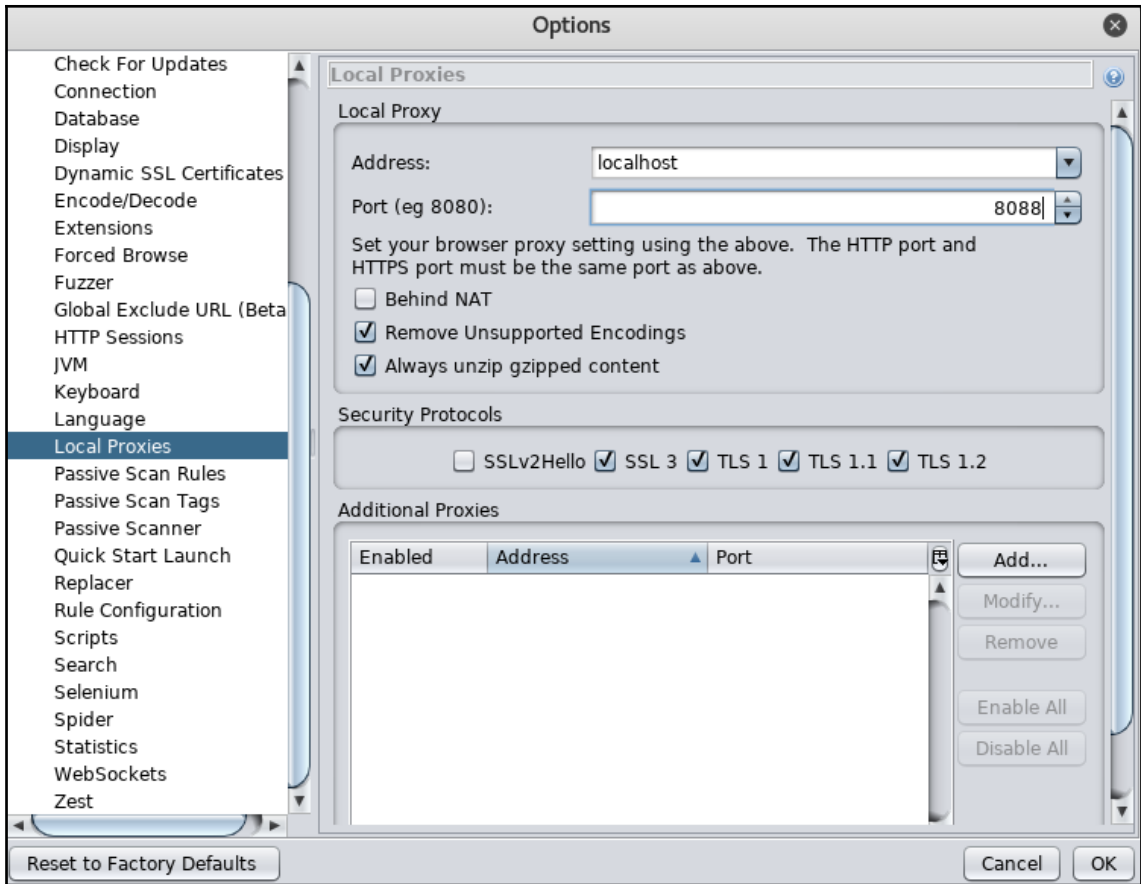 Options
Check For Updates
Connection
Database
Display
Dynamic SSL Certificates
Encode/Decode
Extensions
Forced Browse
Fuzzer
Global Exclude URL (Beta
HTTP Sessions
JVM
Keyboard
Language
Local Proxies
Passive Scan Rules
Passive Scan Tags
Passive Scanner
Quick Start Launch
Replacer
Rule Configuration
Scripts
Search
Selenium
Spider
Statistics
WebSockets
Zest
Local Proxies
Local Proxy
Address: localhost
Port (eg 8080): 8088
Set your browser proxy setting using the above. The HTTP port and
HTTPS port must be the same port as above.
Behind NAT
Remove Unsupported Encodings
Always unzip gzipped content
Security Protocols
SSLv2Hello SSL 3 TLS 1 TLS 1.1 TLS 1.2
Additional Proxies
Enabled Address Port
Add...
Modify...
Remove
Enable All
Disable All
Reset to Factory Defaults Cancel OK